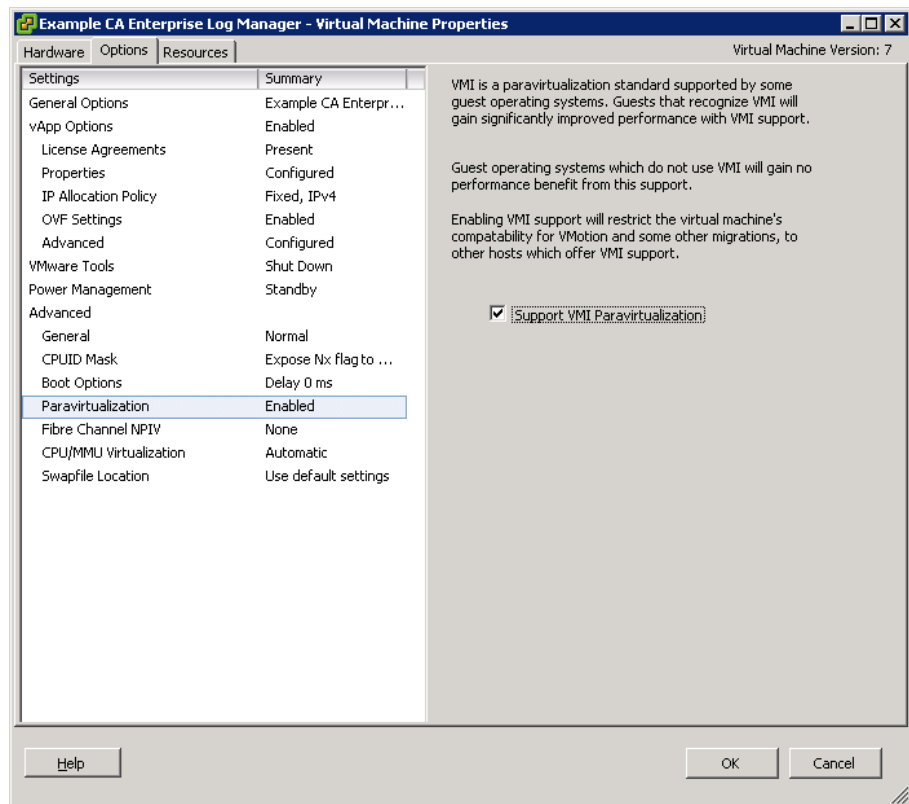 Example CA Enterprise Log Manager - Virtual Machine Properties
Hardware Options Resources Virtual Machine Version: 7
Settings Summary
General Options Example CA Enterpr...
vApp Options Enabled
License Agreements Present
Properties Configured
IP Allocation Policy Fixed, IPv4
OVF Settings Enabled
Advanced Configured
VMware Tools Shut Down
Power Management Standby
Advanced
General Normal
CPUID Mask Expose Nx flag to ...
Boot Options Delay 0 ms
Paravirtualization Enabled
Fibre Channel NPIV None
CPU/MMU Virtualization Automatic
Swapfile Location Use default settings
VMI is a paravirtualization standard supported by some
guest operating systems. Guests that recognize VMI will
gain significantly improved performance with VMI support.
Guest operating systems which do not use VMI will gain no
performance benefit from this support.
Enabling VMI support will restrict the virtual machine's
compatability for VMotion and some other migrations, to
other hosts which offer VMI support.
Support VMI Paravirtualization
Help OK Cancel